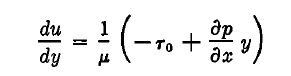 du/dy = 1/μ (−τ₀ + ∂p/∂x y)